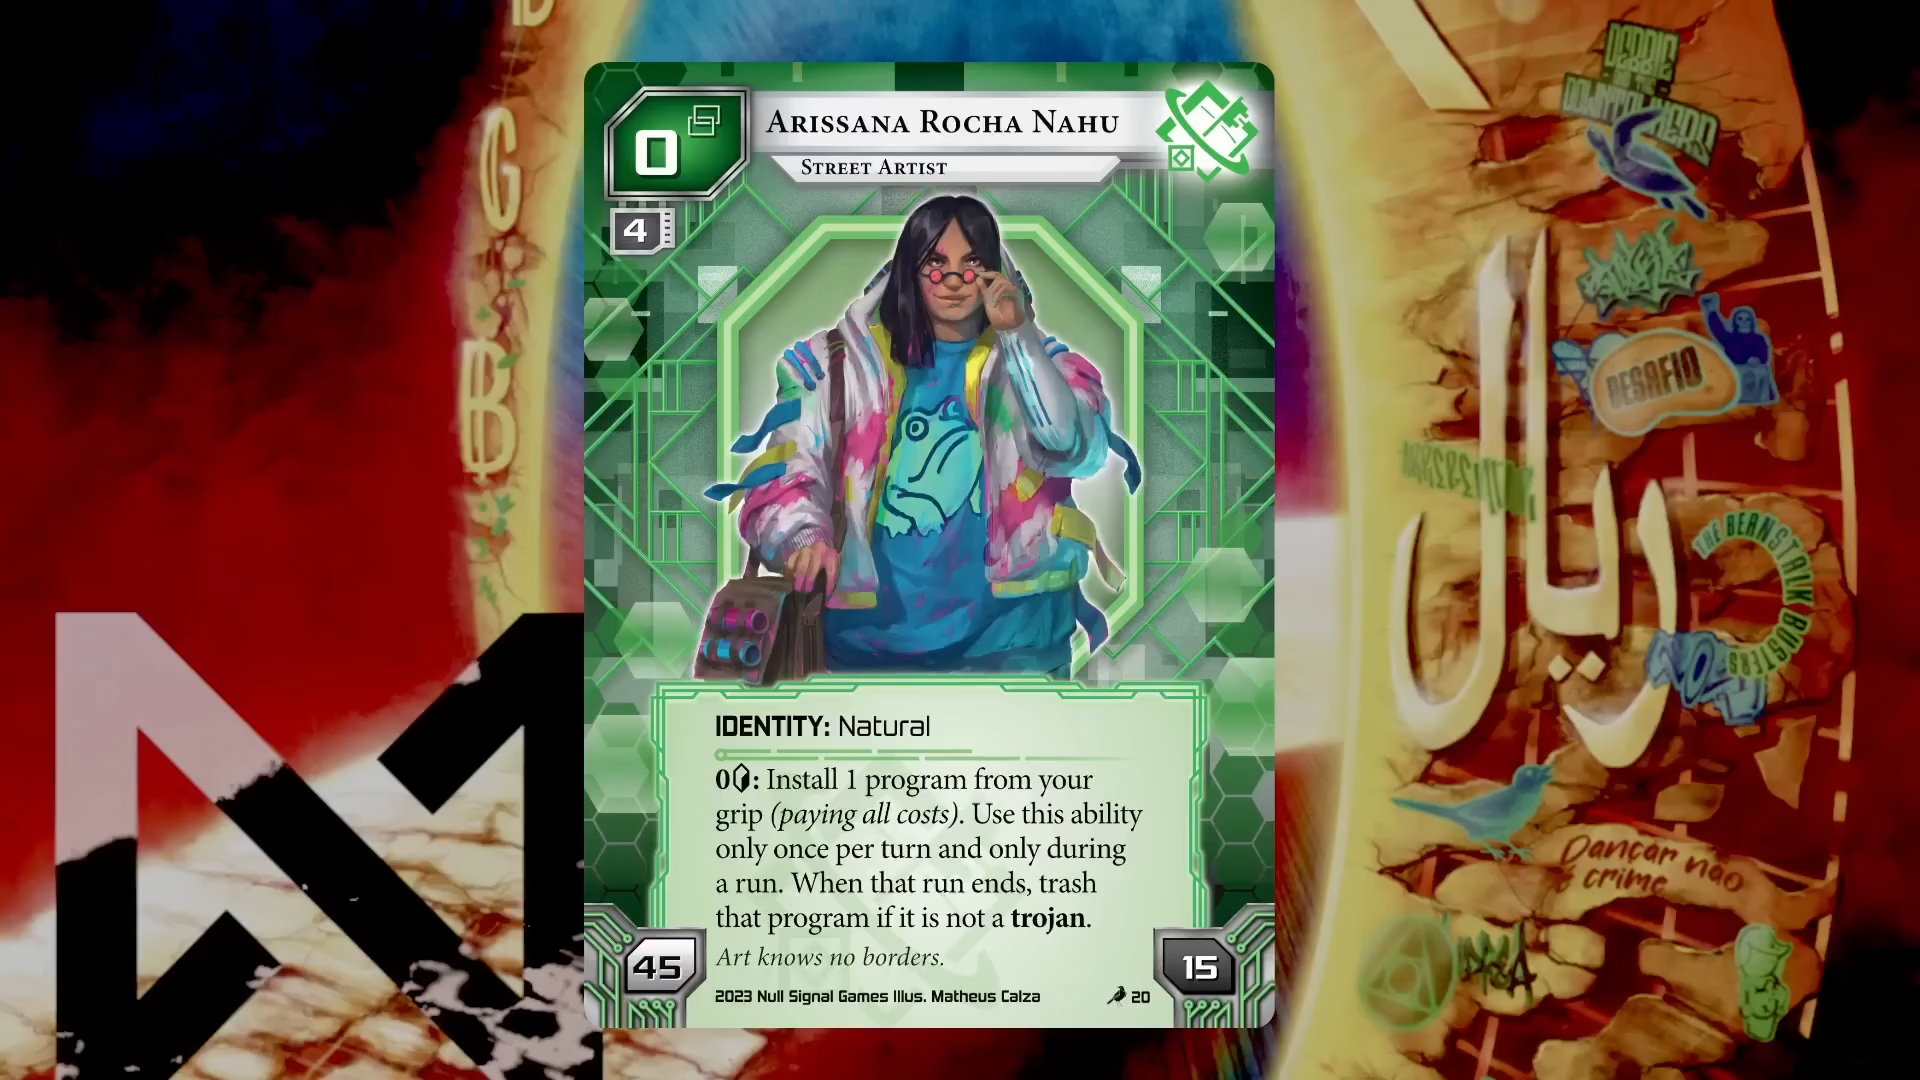 G
B
0
4
ARISSANA ROCHA NAHU
STREET ARTIST
IDENTITY: Natural
0: Install 1 program from your
grip (paying all costs). Use this ability
only once per turn and only during
a run. When that run ends, trash
that program if it is not a trojan.
Art knows no borders.
45
15
2023 Null Signal Games Illus. Matheus Calza
20
DEBBIE
DOWNTOWN
DESAFIO
ريال
THE BEANSTALK BUSTERS
Dançar não
é crime